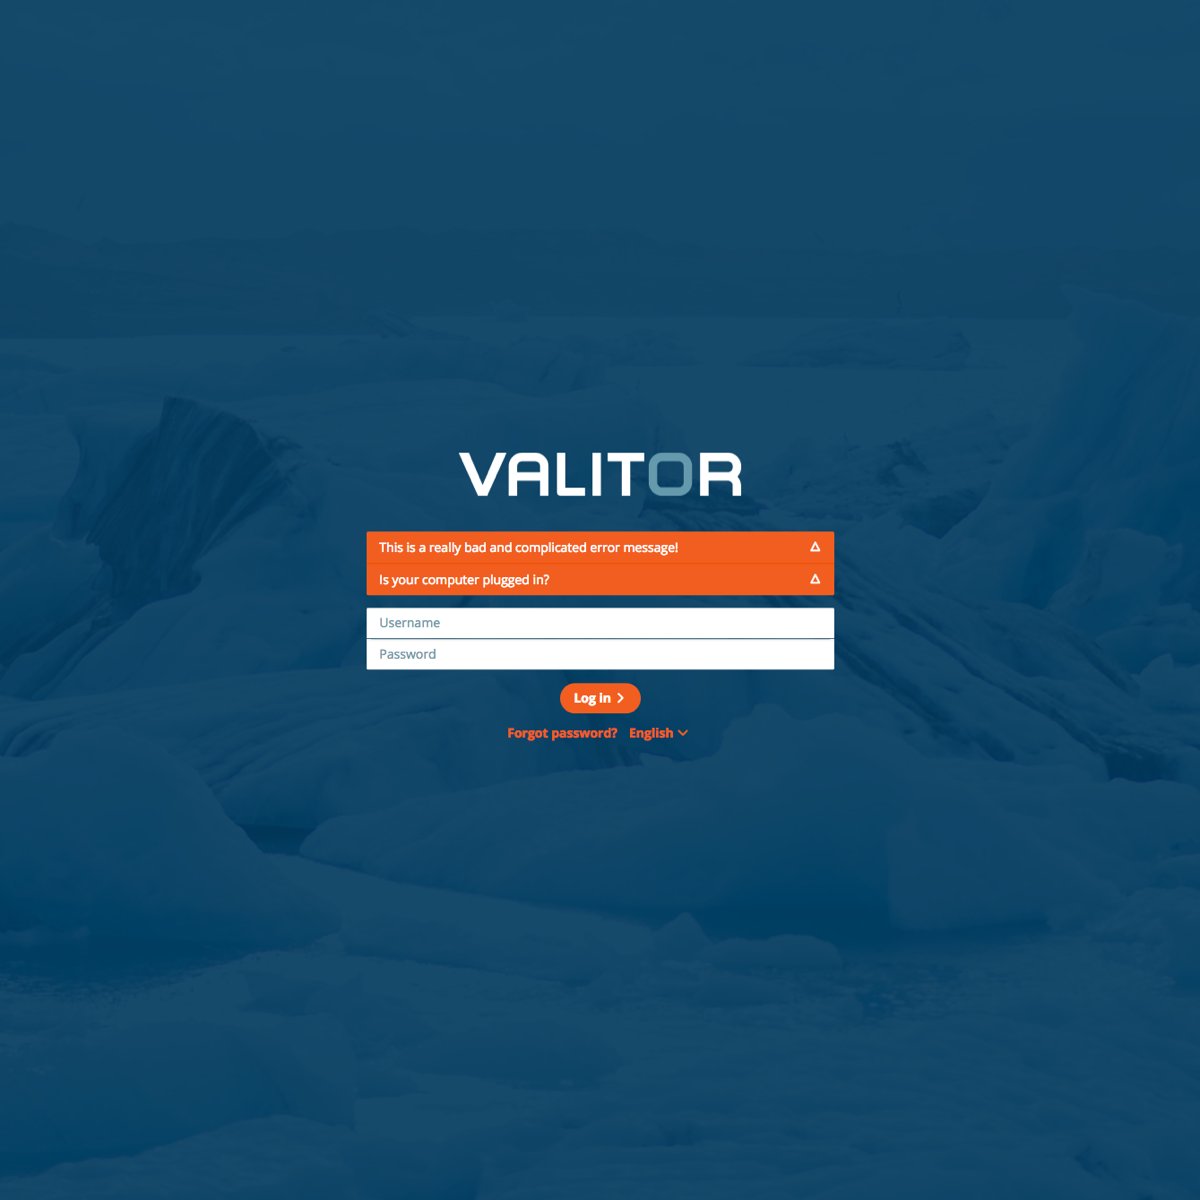 VALITOR
This is a really bad and complicated error message!
Is your computer plugged in?
Username
Password
Log in
Forgot password? English